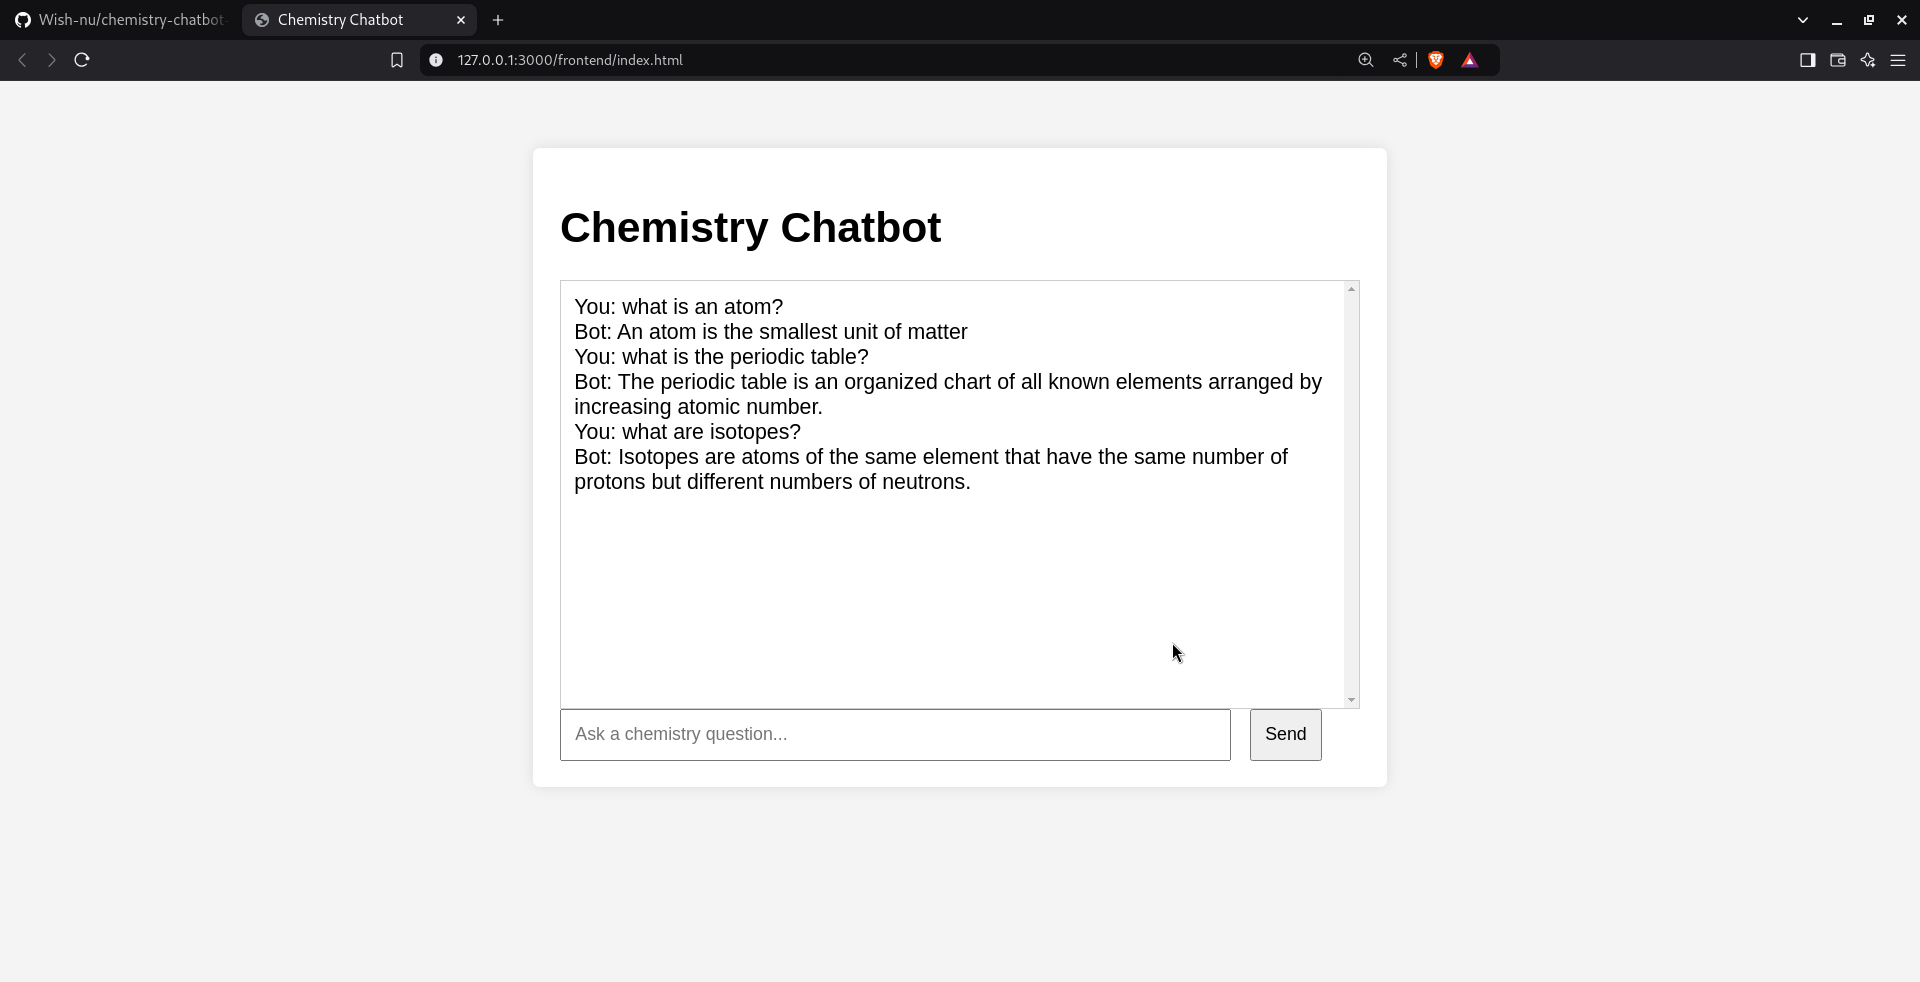 Wish-nu/chemistry-chatbot
Chemistry Chatbot
127.0.0.1:3000/frontend/index.html
Chemistry Chatbot
You: what is an atom?
Bot: An atom is the smallest unit of matter
You: what is the periodic table?
Bot: The periodic table is an organized chart of all known elements arranged by
increasing atomic number.
You: what are isotopes?
Bot: Isotopes are atoms of the same element that have the same number of
protons but different numbers of neutrons.
Ask a chemistry question...
Send